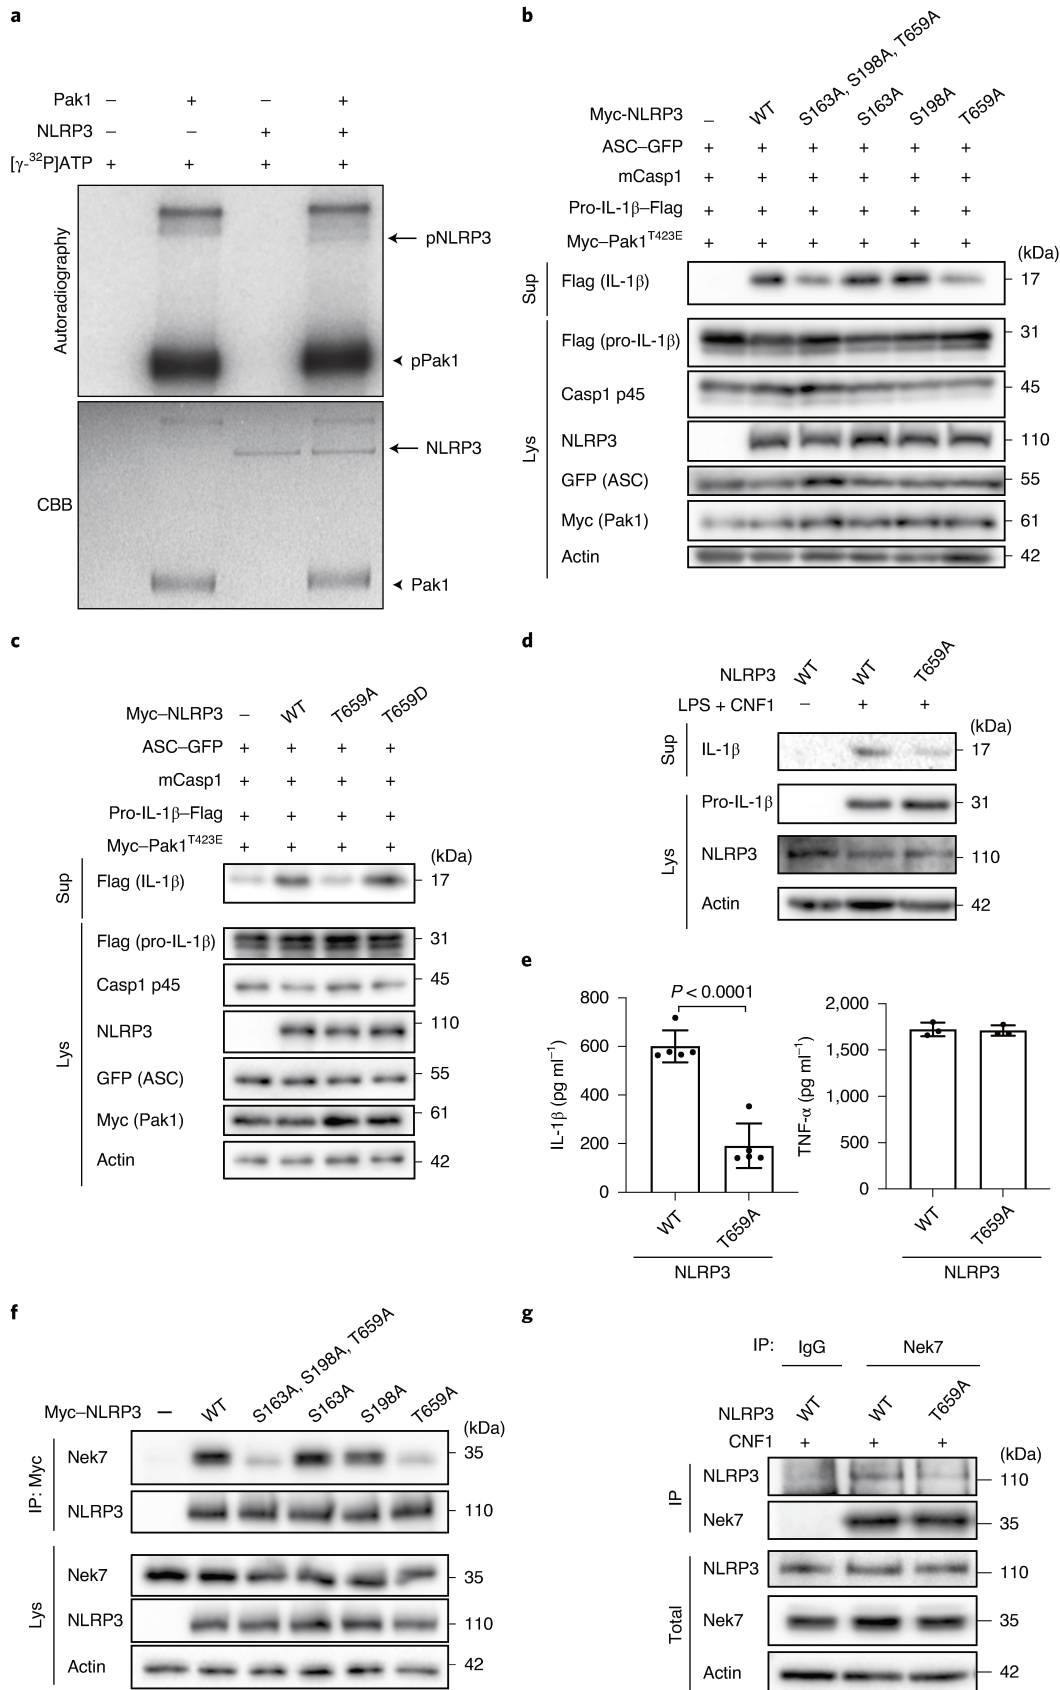 a
Pak1 – + – +
NLRP3 – – + +
[γ-³²P]ATP + + + +
Autoradiography
pNLRP3
pPak1
CBB
NLRP3
Pak1
b
Myc-NLRP3 – WT S163A, S198A, T659A S163A S198A T659A
ASC–GFP + + + + + +
mCasp1 + + + + + +
Pro-IL-1β–Flag + + + + + +
Myc–Pak1ᵀ⁴²³ᴱ + + + + + +
(kDa)
Sup
Flag (IL-1β) 17
Lys
Flag (pro-IL-1β) 31
Casp1 p45 45
NLRP3 110
GFP (ASC) 55
Myc (Pak1) 61
Actin 42
c
Myc–NLRP3 – WT T659A T659D
ASC–GFP + + + +
mCasp1 + + + +
Pro-IL-1β–Flag + + + +
Myc–Pak1ᵀ⁴²³ᴱ + + + +
(kDa)
Sup
Flag (IL-1β) 17
Lys
Flag (pro-IL-1β) 31
Casp1 p45 45
NLRP3 110
GFP (ASC) 55
Myc (Pak1) 61
Actin 42
d
NLRP3 WT WT T659A
LPS + CNF1 – + +
(kDa)
Sup
IL-1β 17
Lys
Pro-IL-1β 31
NLRP3 110
Actin 42
e
IL-1β (pg ml⁻¹)
800
600
400
200
0
P < 0.0001
WT T659A
NLRP3
TNF-α (pg ml⁻¹)
2,000
1,500
1,000
500
0
WT T659A
NLRP3
f
Myc–NLRP3 – WT S163A, S198A, T659A S163A S198A T659A
(kDa)
IP: Myc
Nek7 35
NLRP3 110
Lys
Nek7 35
NLRP3 110
Actin 42
g
IP: IgG Nek7
NLRP3 WT WT T659A
CNF1 + + +
(kDa)
IP
NLRP3 110
Nek7 35
Total
NLRP3 110
Nek7 35
Actin 42